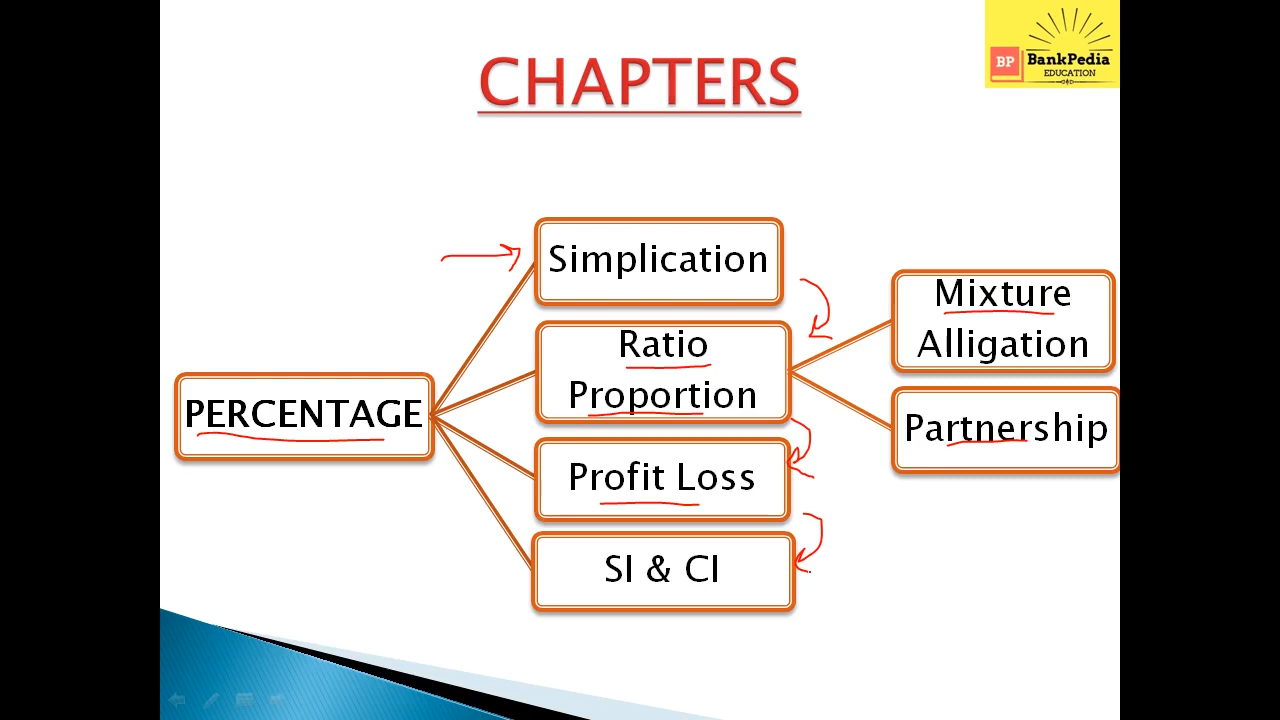 CHAPTERS
BP
BankPedia
EDUCATION
PERCENTAGE
Simplication
Ratio
Proportion
Profit Loss
SI & CI
Mixture
Alligation
Partnership